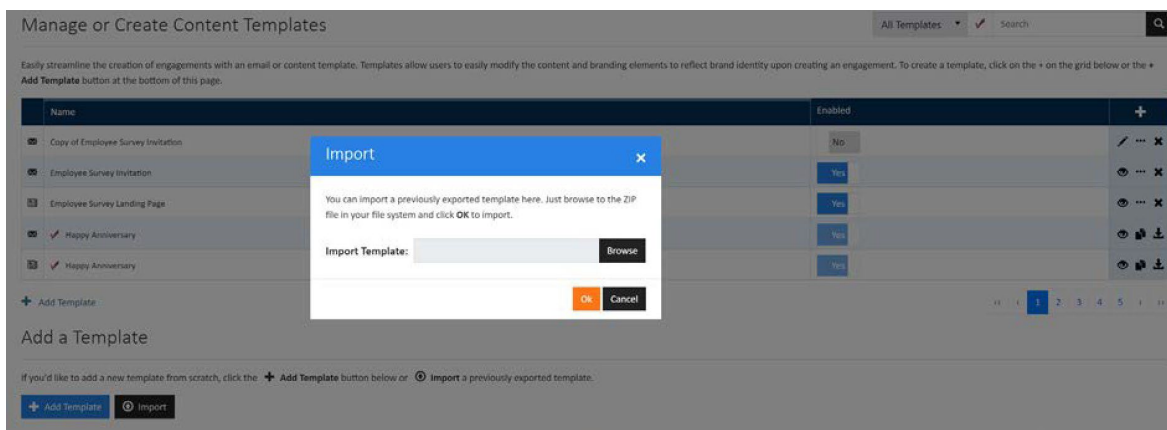 Manage or Create Content Templates
All Templates
Search
Easily streamline the creation of engagements with an email or content template. Templates allow users to easily modify the content and branding elements to reflect brand identity upon creating an engagement. To create a template, click on the + on the grid below or the +
Add Template button at the bottom of this page.
Name Enabled +
Copy of Employee Survey Invitation No
Employee Survey Invitation Yes
Employee Survey Landing Page Yes
Happy Anniversary Yes
Happy Anniversary Yes
Import ×
You can import a previously exported template here. Just browse to the ZIP
file in your file system and click OK to import.
Import Template: Browse
Ok Cancel
+ Add Template
‹‹ ‹ 1 2 3 4 5 › ››
Add a Template
If you'd like to add a new template from scratch, click the + Add Template button below or Import a previously exported template.
+ Add Template Import